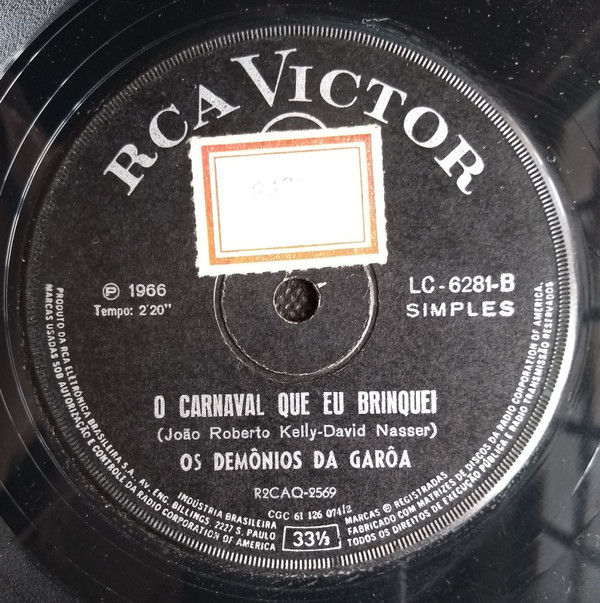 RCA VICTOR
℗ 1966
Tempo: 2'20"
LC-6281-B
SIMPLES
O CARNAVAL QUE EU BRINQUEI
(João Roberto Kelly-David Nasser)
OS DEMÔNIOS DA GARÔA
R2CAQ-2569
CGC 61 126 07412
33⅓
PRODUTO DA RCA ELETRÔNICA BRASILEIRA S.A. AV. ENG. BILLINGS, 2227 S. PAULO INDÚSTRIA BRASILEIRA
MARCAS USADAS SOB AUTORIZAÇÃO E CONTROLE DA RADIO CORPORATION OF AMERICA
MARCAS ® REGISTRADAS
FABRICADO COM MATRIZES DE DISCOS DA RADIO CORPORATION OF AMERICA.
TODOS OS DIREITOS DE EXECUÇÃO PÚBLICA E RADIO TRANSMISSÃO RESERVADOS